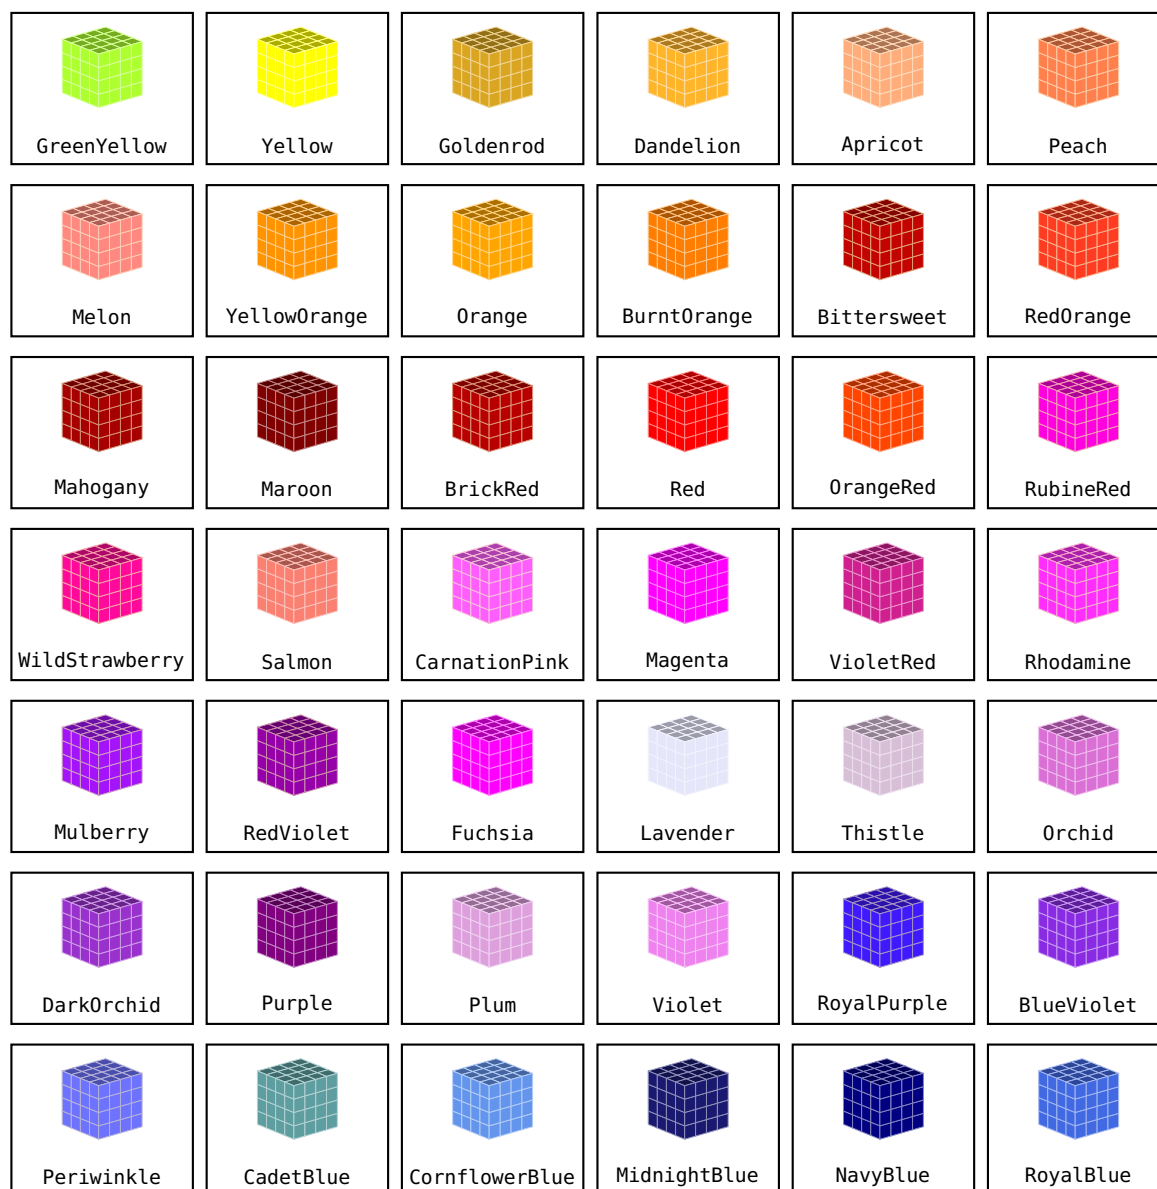 GreenYellow Yellow Goldenrod Dandelion Apricot Peach
Melon YellowOrange Orange BurntOrange Bittersweet RedOrange
Mahogany Maroon BrickRed Red OrangeRed RubineRed
WildStrawberry Salmon CarnationPink Magenta VioletRed Rhodamine
Mulberry RedViolet Fuchsia Lavender Thistle Orchid
DarkOrchid Purple Plum Violet RoyalPurple BlueViolet
Periwinkle CadetBlue CornflowerBlue MidnightBlue NavyBlue RoyalBlue